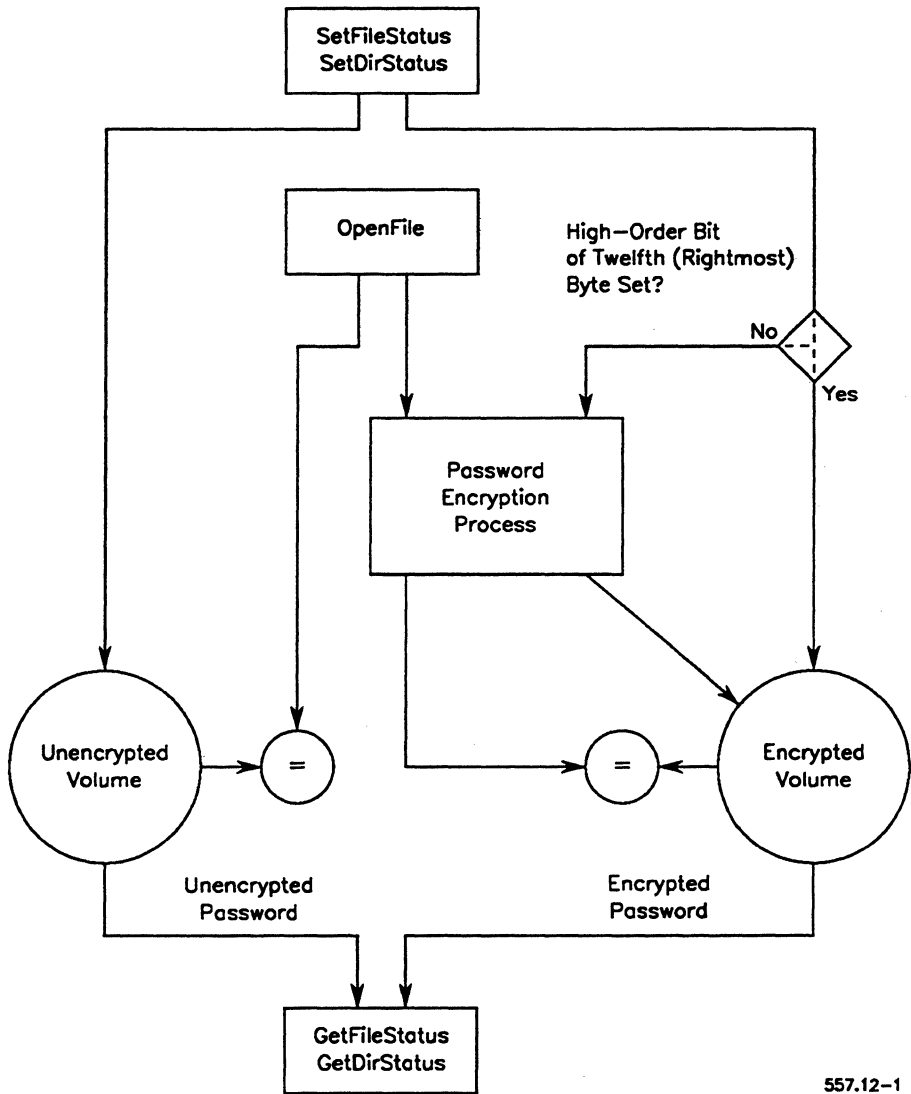 SetFileStatus
SetDirStatus
OpenFile
High-Order Bit
of Twelfth (Rightmost)
Byte Set?
No
Yes
Password
Encryption
Process
Unencrypted
Volume
=
=
Encrypted
Volume
Unencrypted
Password
Encrypted
Password
GetFileStatus
GetDirStatus
557.12-1